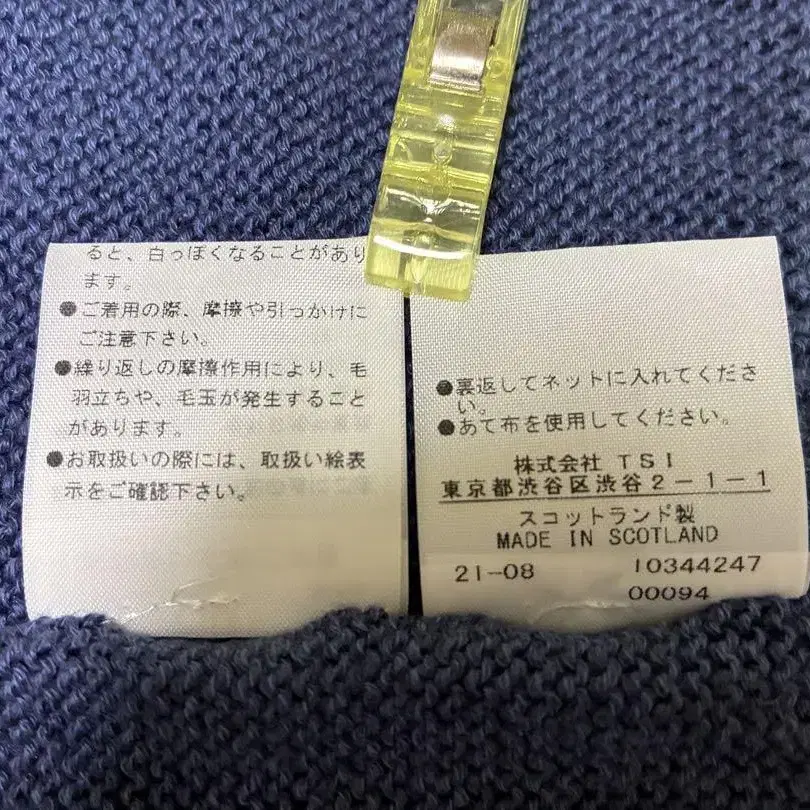 ると、白っぽくなることがあり
ます。
●ご着用の際、摩擦や引っかけに
ご注意下さい。
●繰り返しの摩擦作用により、毛
羽立ちや、毛玉が発生すること
があります。
●お取扱いの際には、取扱い絵表
示をご確認下さい。
●裏返してネットに入れてくださ
い。
●あて布を使用してください。
株式会社 TSI
東京都渋谷区渋谷2-1-1
スコットランド製
MADE IN SCOTLAND
21-08 10344247
00094